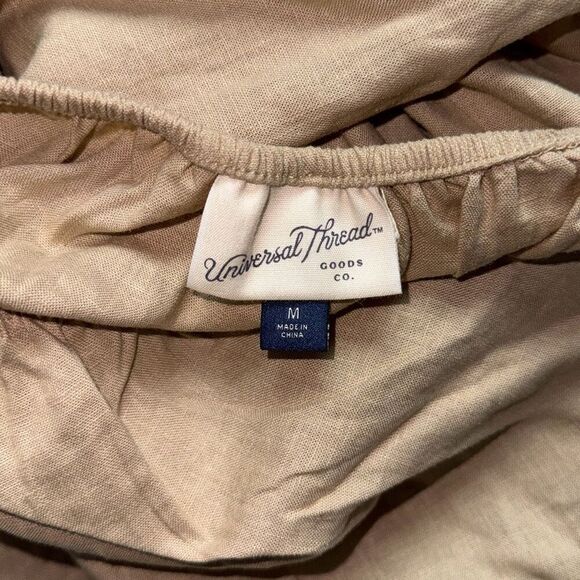 Universal Thread™
GOODS
CO.
M
MADE IN
CHINA